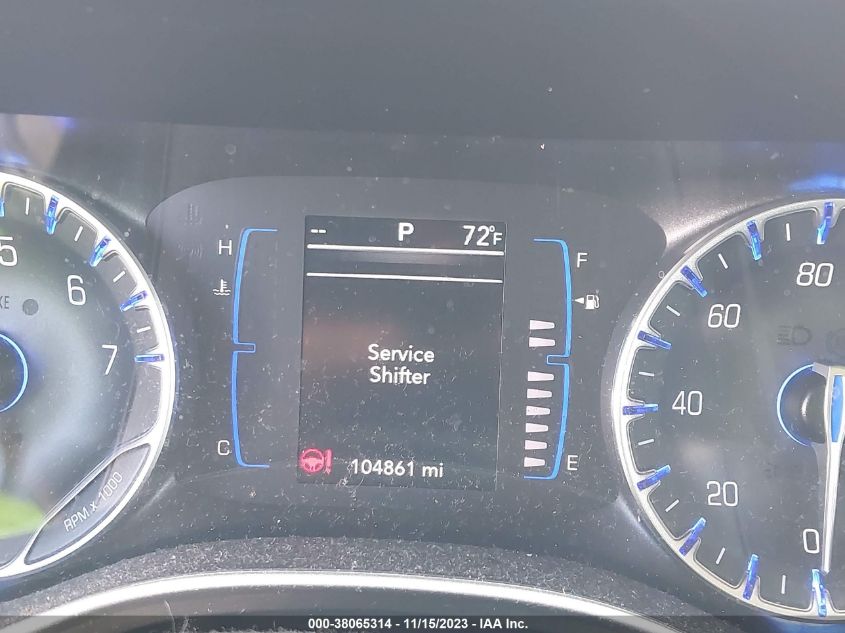 -- P 72°F
H
F
5
6
7
80
60
40
20
0
Service
Shifter
C
E
104861 mi
RPM x 1000
000-38065314 - 11/15/2023 - IAA Inc.